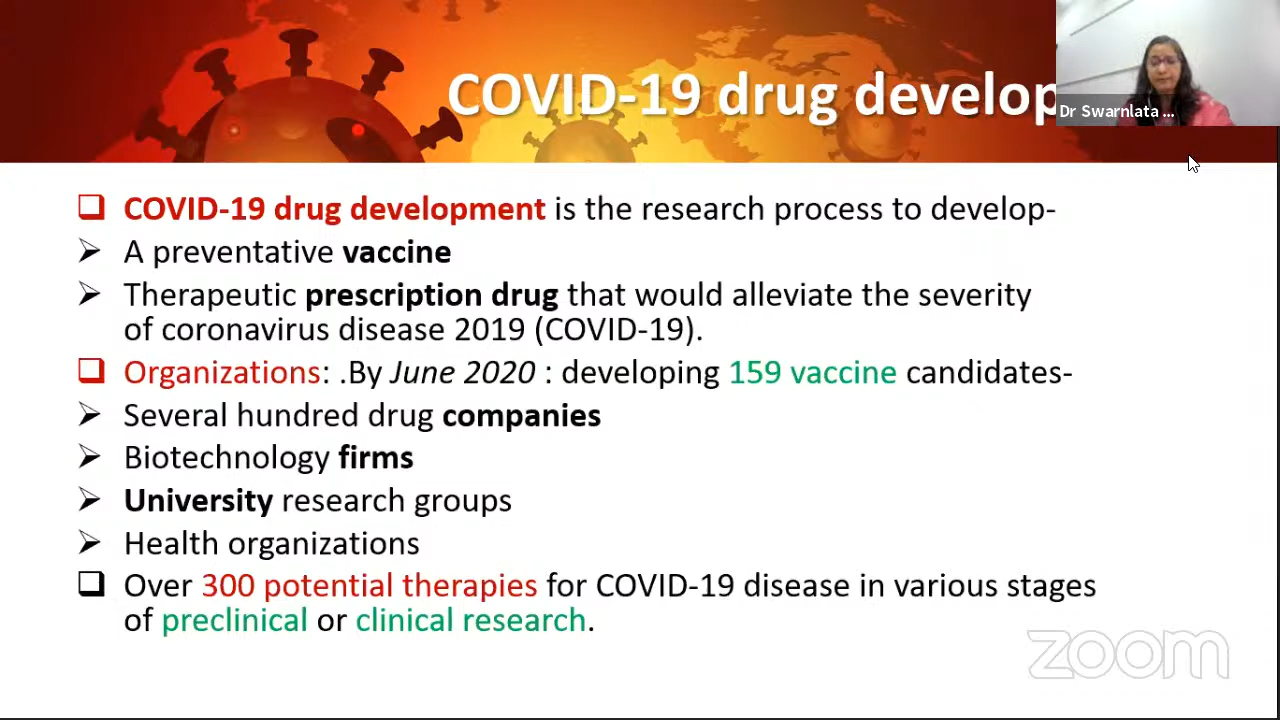 COVID-19 drug develop
Dr Swarnlata ...
COVID-19 drug development is the research process to develop-
A preventative vaccine
Therapeutic prescription drug that would alleviate the severity
of coronavirus disease 2019 (COVID-19).
Organizations: .By June 2020 : developing 159 vaccine candidates-
Several hundred drug companies
Biotechnology firms
University research groups
Health organizations
Over 300 potential therapies for COVID-19 disease in various stages
of preclinical or clinical research.
zoom